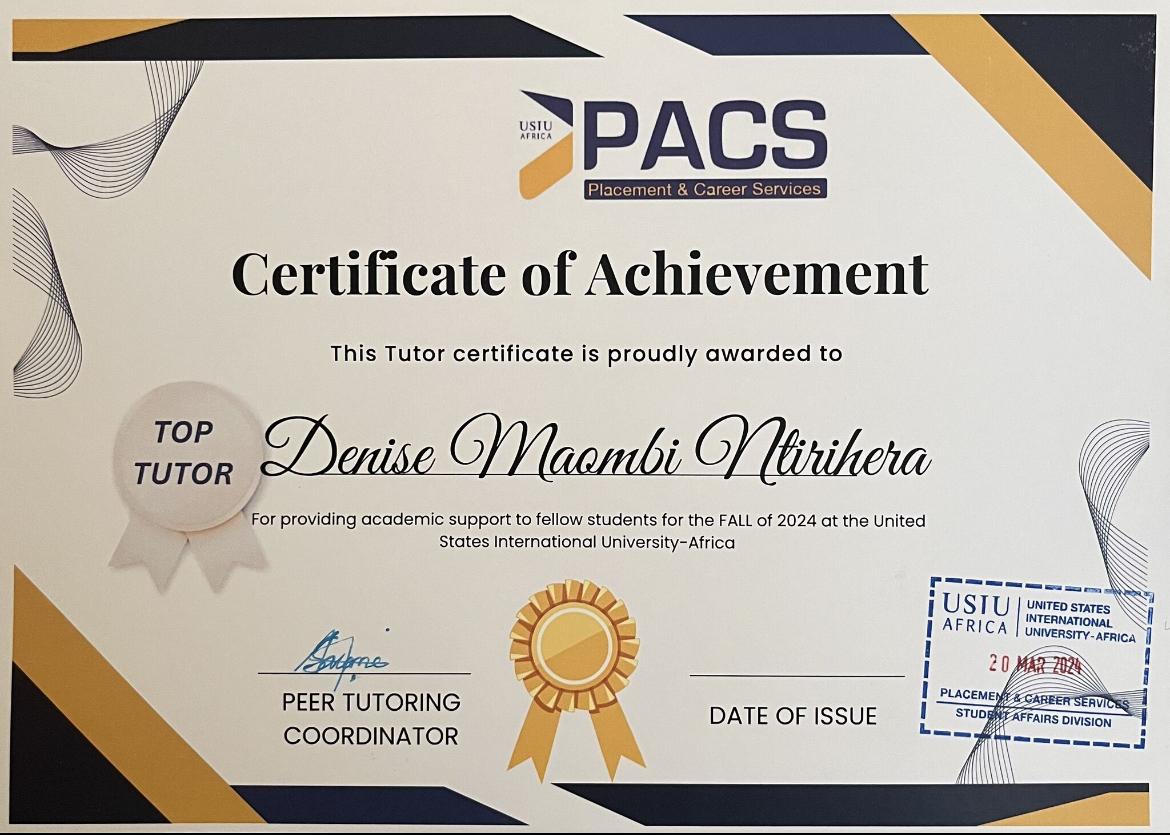 USIU
AFRICA
PACS
Placement & Career Services
Certificate of Achievement
This Tutor certificate is proudly awarded to
TOP
TUTOR
Denise Maombi Ntirihera
For providing academic support to fellow students for the FALL of 2024 at the United
States International University-Africa
PEER TUTORING
COORDINATOR
DATE OF ISSUE
USIU
AFRICA
UNITED STATES
INTERNATIONAL
UNIVERSITY-AFRICA
20 MAR 2024
PLACEMENT & CAREER SERVICES
STUDENT AFFAIRS DIVISION